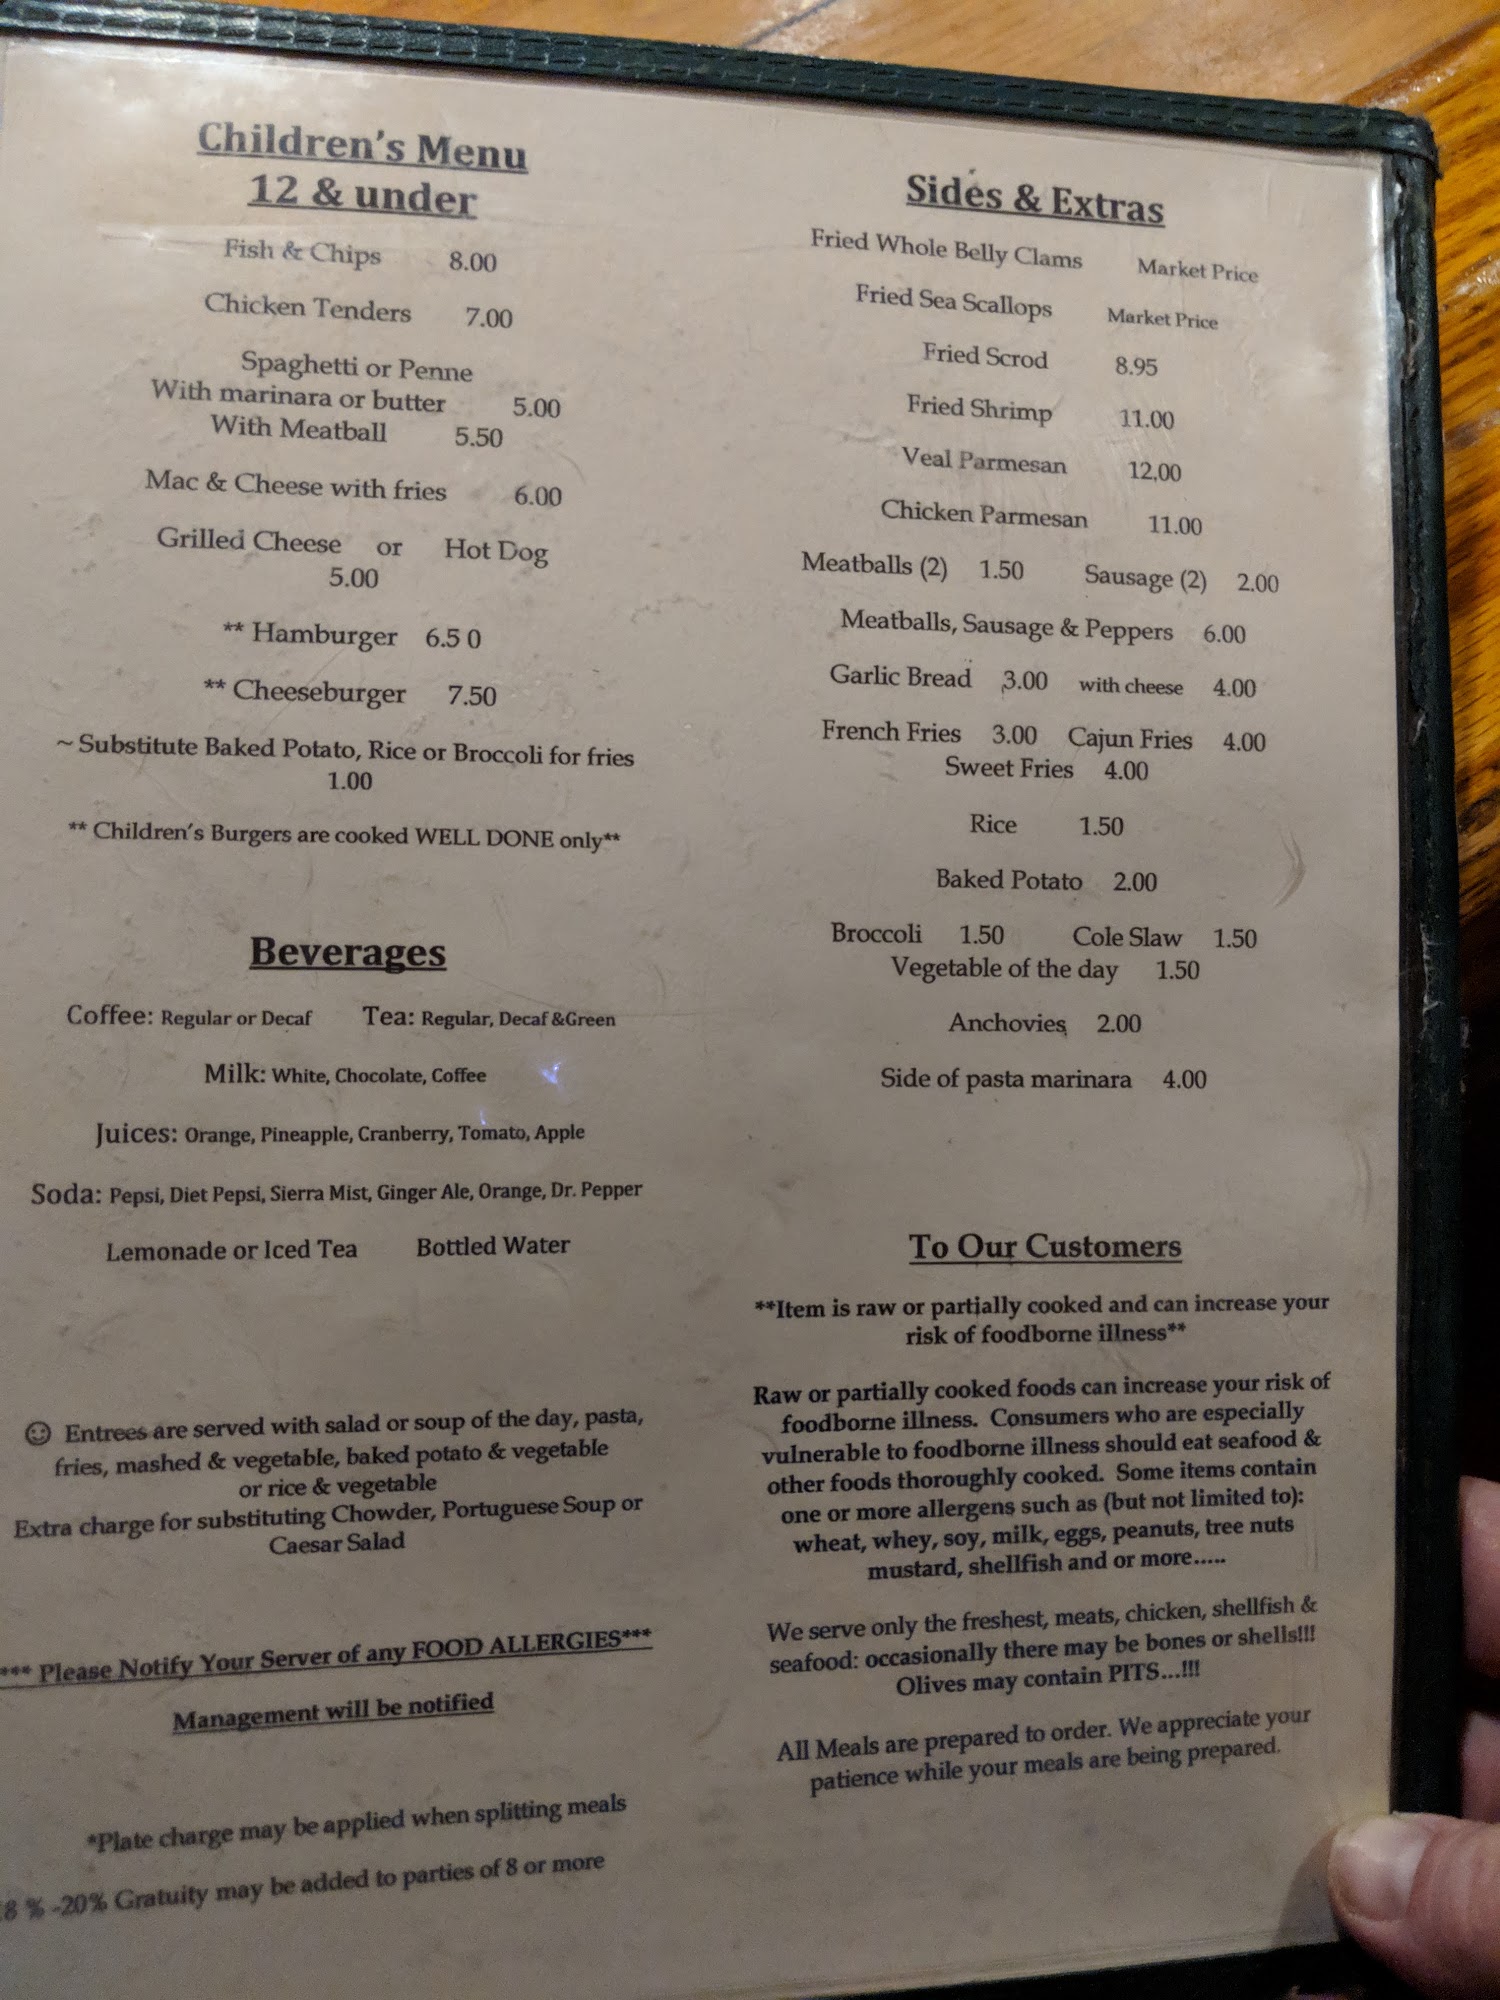 Children's Menu
12 & under
Fish & Chips 8.00
Chicken Tenders 7.00
Spaghetti or Penne
With marinara or butter 5.00
With Meatball 5.50
Mac & Cheese with fries 6.00
Grilled Cheese or Hot Dog
5.00
** Hamburger 6.5 0
** Cheeseburger 7.50
~ Substitute Baked Potato, Rice or Broccoli for fries
1.00
** Children's Burgers are cooked WELL DONE only**
Beverages
Coffee: Regular or Decaf Tea: Regular, Decaf &Green
Milk: White, Chocolate, Coffee
Juices: Orange, Pineapple, Cranberry, Tomato, Apple
Soda: Pepsi, Diet Pepsi, Sierra Mist, Ginger Ale, Orange, Dr. Pepper
Lemonade or Iced Tea Bottled Water
☺ Entrees are served with salad or soup of the day, pasta,
fries, mashed & vegetable, baked potato & vegetable
or rice & vegetable
Extra charge for substituting Chowder, Portuguese Soup or
Caesar Salad
*** Please Notify Your Server of any FOOD ALLERGIES***
Management will be notified
*Plate charge may be applied when splitting meals
8 % -20% Gratuity may be added to parties of 8 or more
Sides & Extras
Fried Whole Belly Clams Market Price
Fried Sea Scallops Market Price
Fried Scrod 8.95
Fried Shrimp 11.00
Veal Parmesan 12.00
Chicken Parmesan 11.00
Meatballs (2) 1.50 Sausage (2) 2.00
Meatballs, Sausage & Peppers 6.00
Garlic Bread 3.00 with cheese 4.00
French Fries 3.00 Cajun Fries 4.00
Sweet Fries 4.00
Rice 1.50
Baked Potato 2.00
Broccoli 1.50 Cole Slaw 1.50
Vegetable of the day 1.50
Anchovies 2.00
Side of pasta marinara 4.00
To Our Customers
**Item is raw or partially cooked and can increase your
risk of foodborne illness**
Raw or partially cooked foods can increase your risk of
foodborne illness. Consumers who are especially
vulnerable to foodborne illness should eat seafood &
other foods thoroughly cooked. Some items contain
one or more allergens such as (but not limited to):
wheat, whey, soy, milk, eggs, peanuts, tree nuts
mustard, shellfish and or more.....
We serve only the freshest, meats, chicken, shellfish &
seafood: occasionally there may be bones or shells!!!
Olives may contain PITS...!!!
All Meals are prepared to order. We appreciate your
patience while your meals are being prepared.